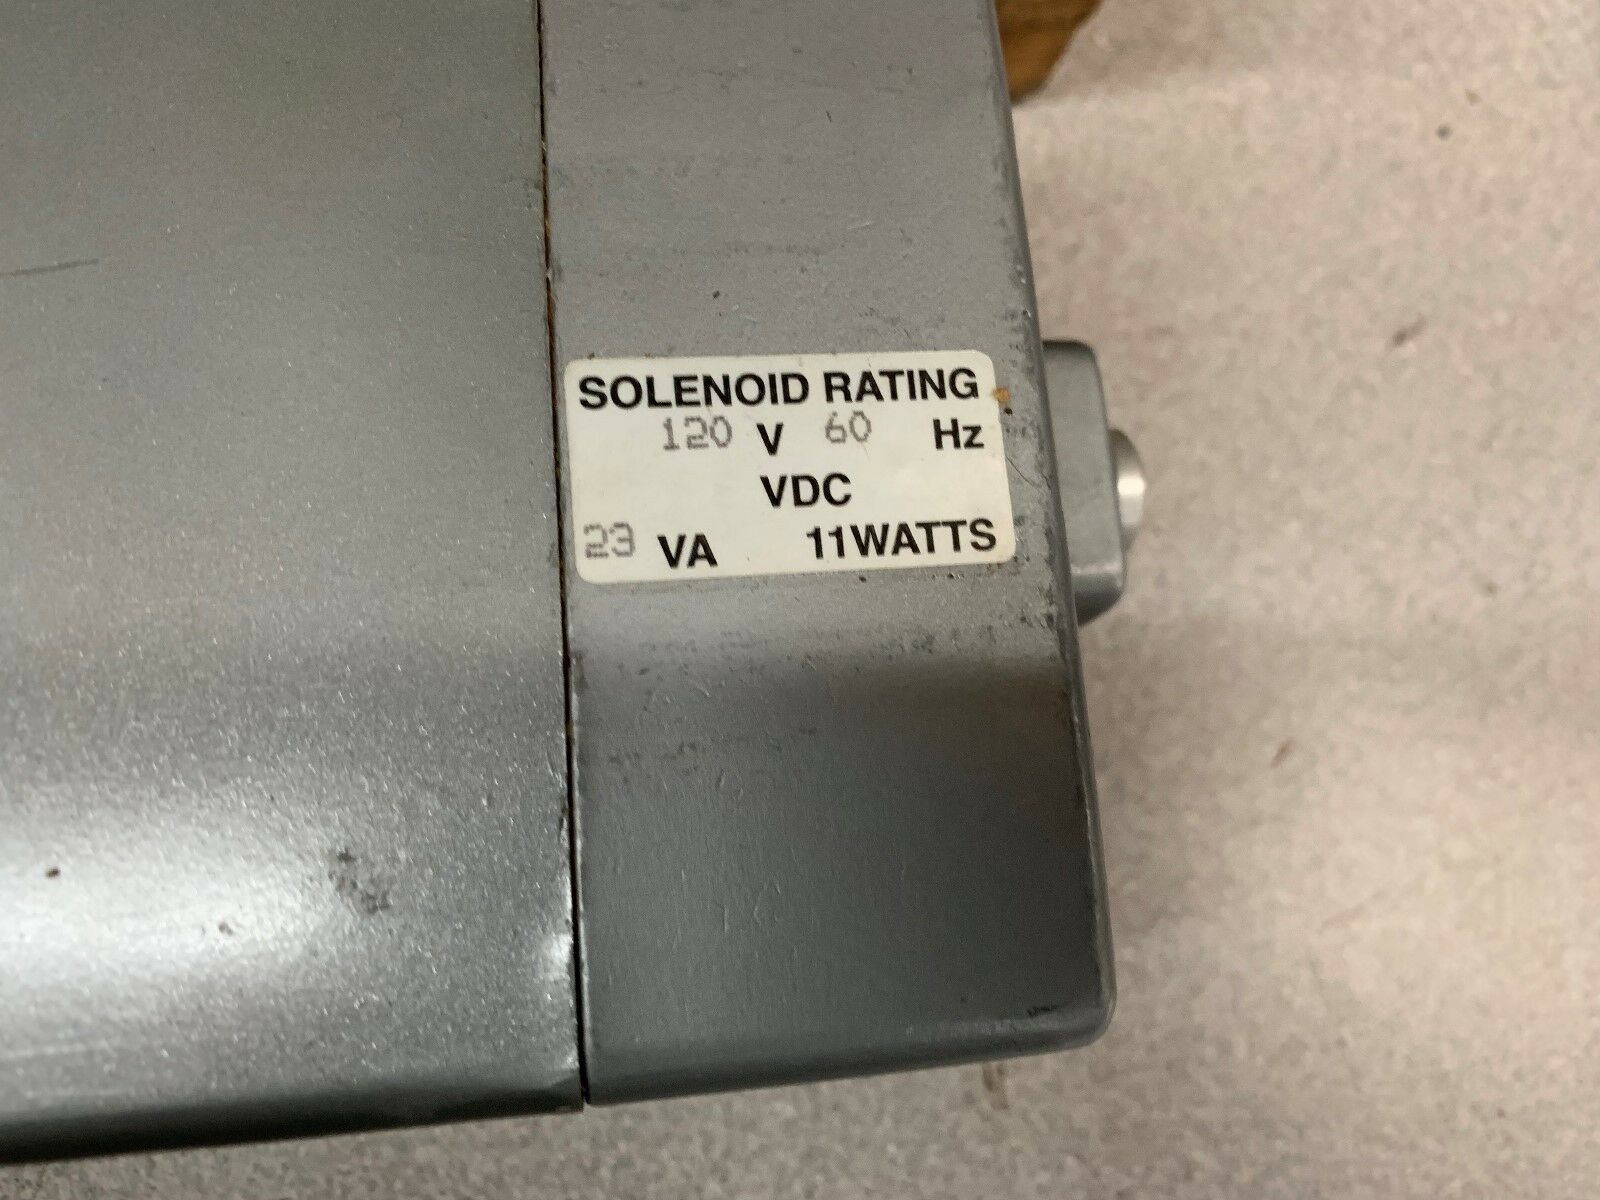 SOLENOID RATING
120 V 60 Hz
VDC
23 VA 11WATTS